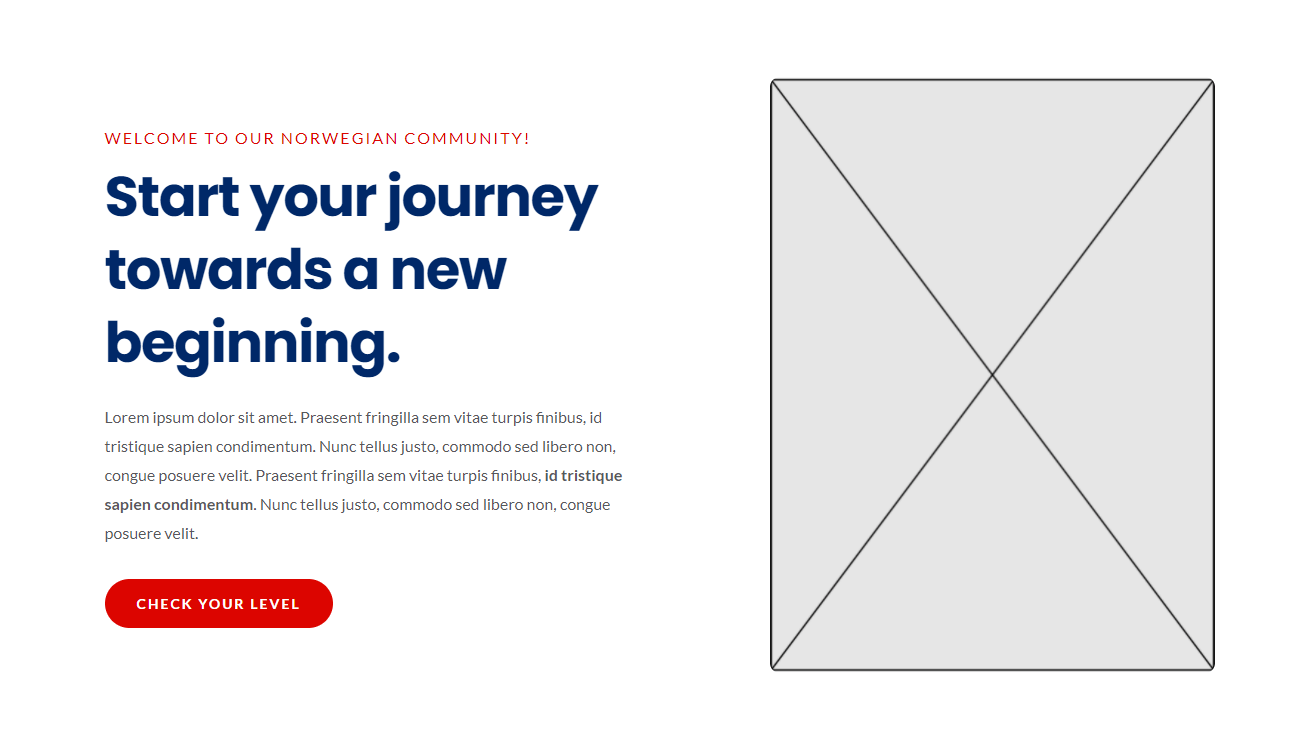 WELCOME TO OUR NORWEGIAN COMMUNITY!
Start your journey
towards a new
beginning.
Lorem ipsum dolor sit amet. Praesent fringilla sem vitae turpis finibus, id
tristique sapien condimentum. Nunc tellus justo, commodo sed libero non,
congue posuere velit. Praesent fringilla sem vitae turpis finibus, id tristique
sapien condimentum. Nunc tellus justo, commodo sed libero non, congue
posuere velit.
CHECK YOUR LEVEL